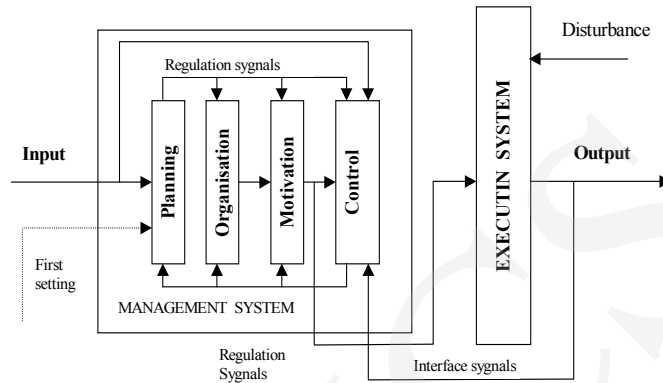 Disturbance
Regulation sygnals
Input
Planning
Organisation
Motivation
Control
EXECUTIN SYSTEM
Output
First
setting
MANAGEMENT SYSTEM
Regulation
Sygnals
Interface sygnals